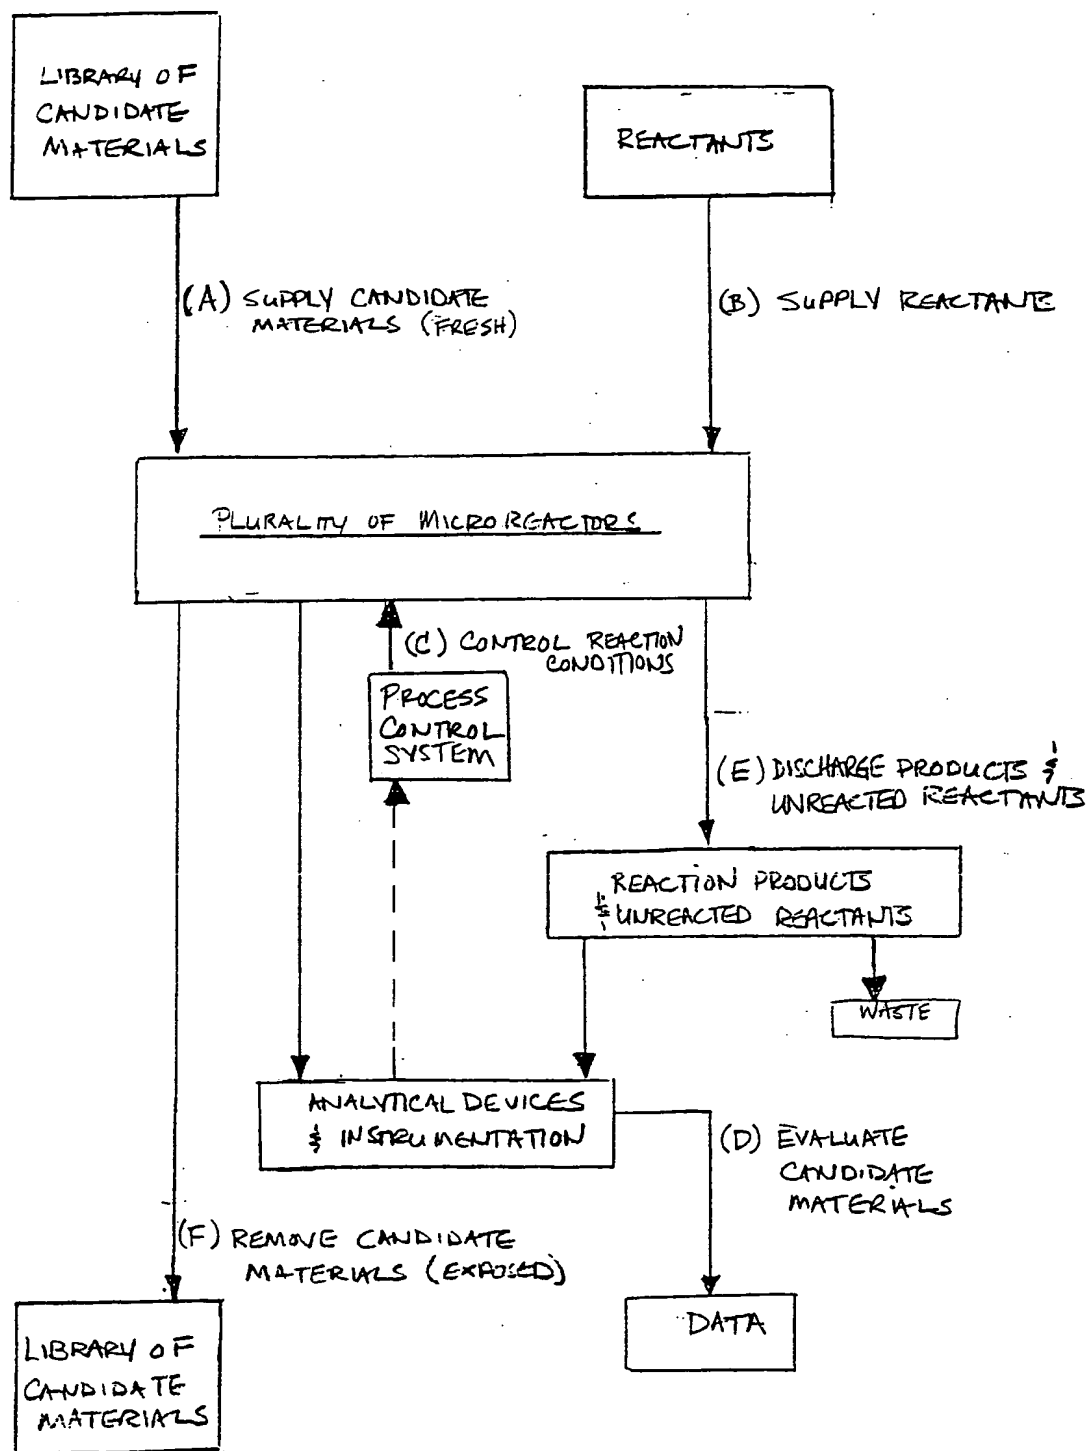 LIBRARY OF
CANDIDATE
MATERIALS
REACTANTS
(A) SUPPLY CANDIDATE
MATERIALS (FRESH)
(B) SUPPLY REACTANTS
PLURALITY OF MICROREACTORS
(C) CONTROL REACTION
CONDITIONS
PROCESS
CONTROL
SYSTEM
(E) DISCHARGE PRODUCTS &
UNREACTED REACTANTS
REACTION PRODUCTS
& UNREACTED REACTANTS
WASTE
ANALYTICAL DEVICES
& INSTRUMENTATION
(D) EVALUATE
CANDIDATE
MATERIALS
(F) REMOVE CANDIDATE
MATERIALS (EXPOSED)
DATA
LIBRARY OF
CANDIDATE
MATERIALS